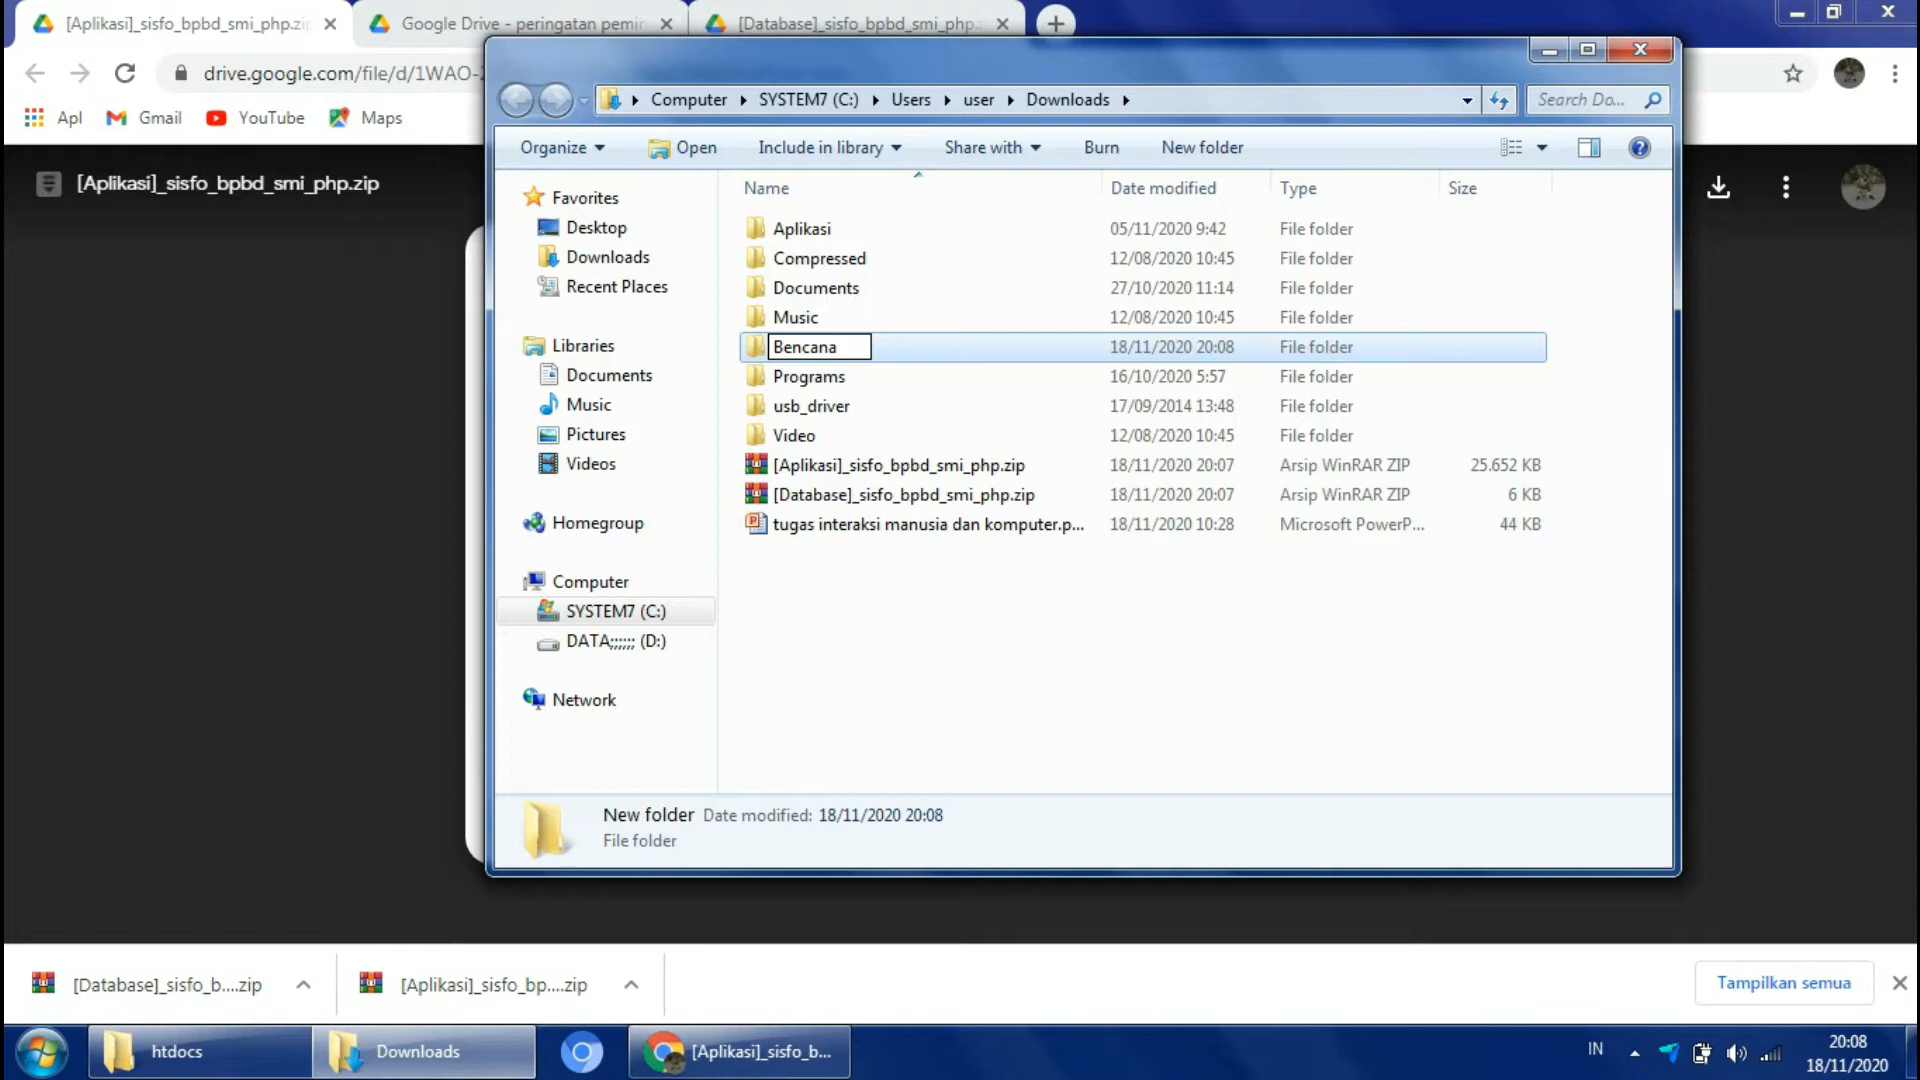 [Aplikasi]_sisfo_bpbd_smi_php.zi
Google Drive - peringatan pemin
[Database]_sisfo_bpbd_smi_php.
drive.google.com/file/d/1WAO-
Apl
Gmail
YouTube
Maps
[Aplikasi]_sisfo_bpbd_smi_php.zip
Computer
SYSTEM7 (C:)
Users
user
Downloads
Search Do...
Organize
Open
Include in library
Share with
Burn
New folder
Favorites
Desktop
Downloads
Recent Places
Libraries
Documents
Music
Pictures
Videos
Homegroup
Computer
SYSTEM7 (C:)
DATA;;;;;; (D:)
Network
Name Date modified Type Size
Aplikasi 05/11/2020 9:42 File folder
Compressed 12/08/2020 10:45 File folder
Documents 27/10/2020 11:14 File folder
Music 12/08/2020 10:45 File folder
Bencana 18/11/2020 20:08 File folder
Programs 16/10/2020 5:57 File folder
usb_driver 17/09/2014 13:48 File folder
Video 12/08/2020 10:45 File folder
[Aplikasi]_sisfo_bpbd_smi_php.zip 18/11/2020 20:07 Arsip WinRAR ZIP 25.652 KB
[Database]_sisfo_bpbd_smi_php.zip 18/11/2020 20:07 Arsip WinRAR ZIP 6 KB
tugas interaksi manusia dan komputer.p... 18/11/2020 10:28 Microsoft PowerP... 44 KB
New folder Date modified: 18/11/2020 20:08
File folder
[Database]_sisfo_b....zip
[Aplikasi]_sisfo_bp....zip
Tampilkan semua
htdocs
Downloads
[Aplikasi]_sisfo_b...
IN
20:08
18/11/2020